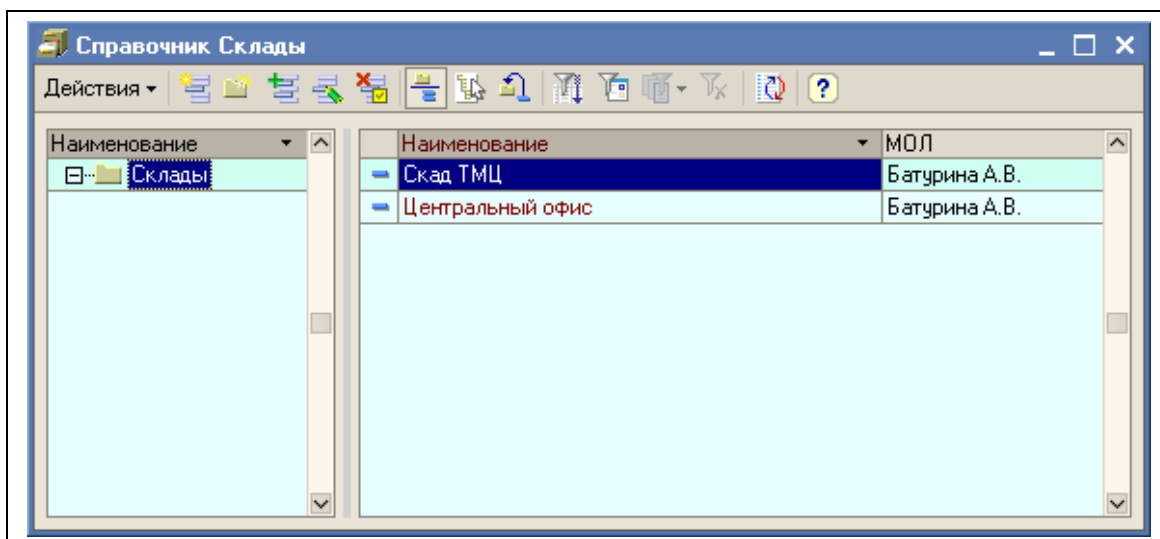 Справочник Склады
Действия
Наименование
Склады
Наименование МОЛ
Скад ТМЦ Батурина А.В.
Центральный офис Батурина А.В.